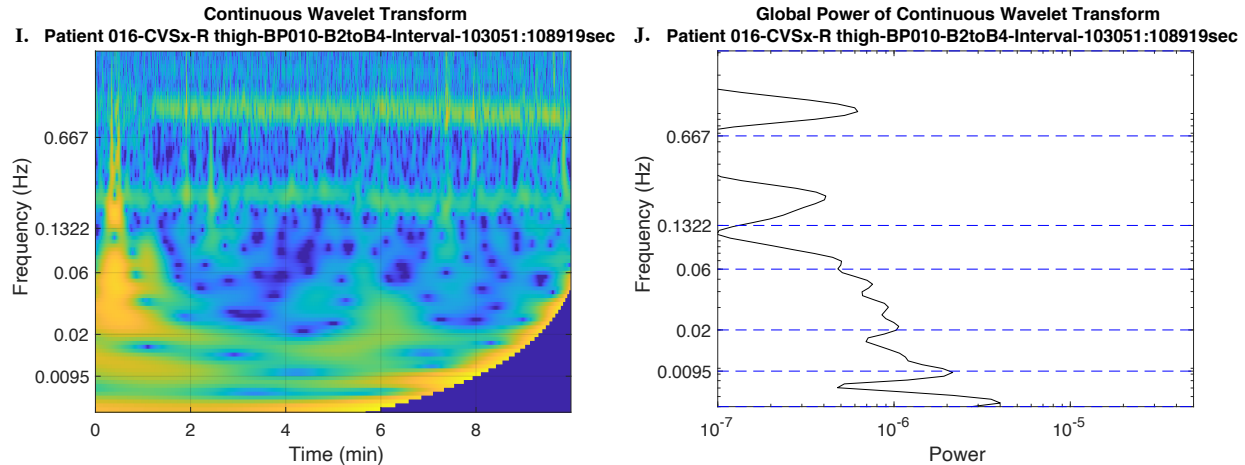 Continuous Wavelet Transform
I. Patient 016-CVSx-R thigh-BP010-B2toB4-Interval-103051:108919sec
Frequency (Hz)
0.667
0.1322
0.06
0.02
0.0095
0 2 4 6 8
Time (min)
Global Power of Continuous Wavelet Transform
J. Patient 016-CVSx-R thigh-BP010-B2toB4-Interval-103051:108919sec
Frequency (Hz)
0.667
0.1322
0.06
0.02
0.0095
10⁻⁷ 10⁻⁶ 10⁻⁵
Power